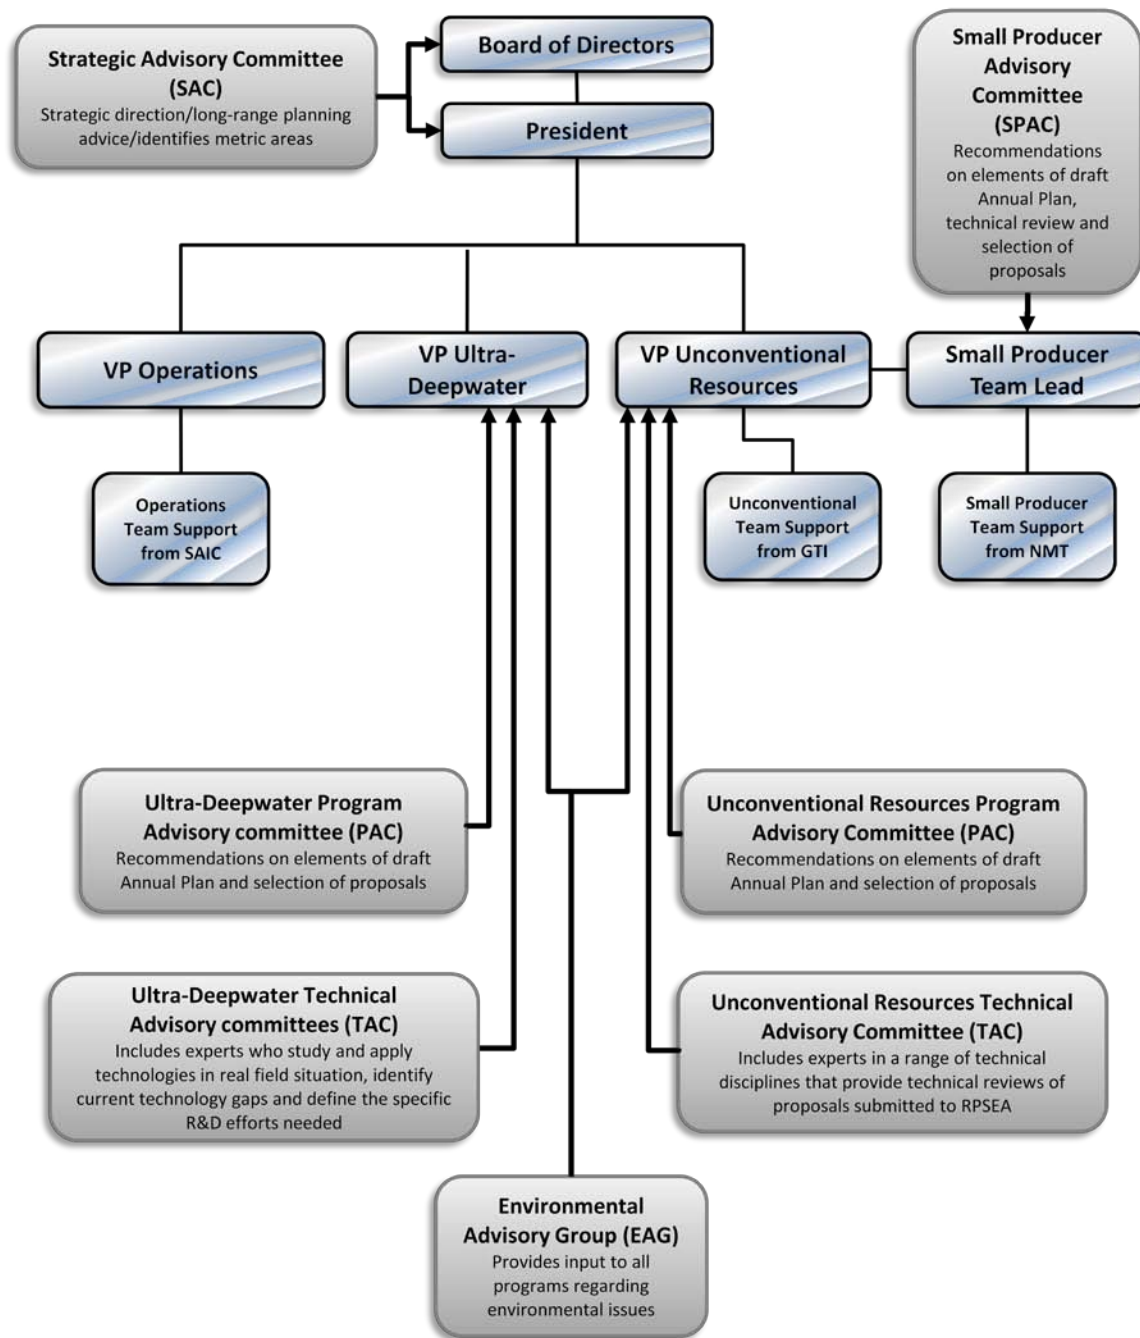 Strategic Advisory Committee
(SAC)
Strategic direction/long-range planning
advice/identifies metric areas
Board of Directors
President
Small Producer
Advisory
Committee
(SPAC)
Recommendations
on elements of draft
Annual Plan,
technical review and
selection of
proposals
VP Operations
VP Ultra-
Deepwater
VP Unconventional
Resources
Small Producer
Team Lead
Operations
Team Support
from SAIC
Unconventional
Team Support
from GTI
Small Producer
Team Support
from NMT
Ultra-Deepwater Program
Advisory committee (PAC)
Recommendations on elements of draft
Annual Plan and selection of proposals
Unconventional Resources Program
Advisory Committee (PAC)
Recommendations on elements of draft
Annual Plan and selection of proposals
Ultra-Deepwater Technical
Advisory committees (TAC)
Includes experts who study and apply
technologies in real field situation, identify
current technology gaps and define the specific
R&D efforts needed
Unconventional Resources Technical
Advisory Committee (TAC)
Includes experts in a range of technical
disciplines that provide technical reviews of
proposals submitted to RPSEA
Environmental
Advisory Group (EAG)
Provides input to all
programs regarding
environmental issues